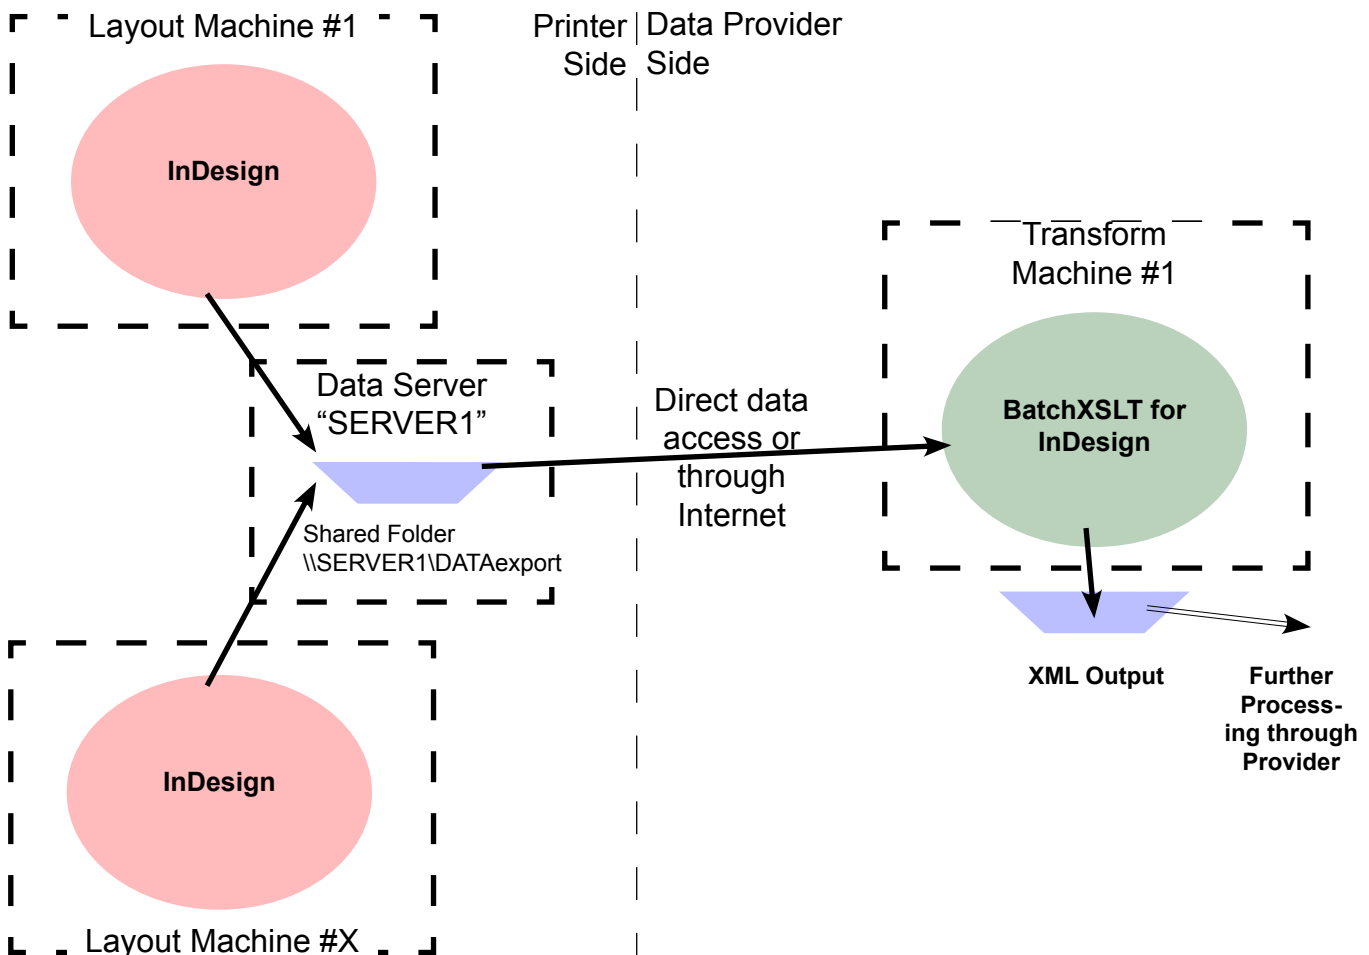 Layout Machine #1
Printer
Side
Data Provider
Side
InDesign
Transform
Machine #1
Data Server
“SERVER1”
Direct data
access or
through
Internet
BatchXSLT for
InDesign
Shared Folder
\\SERVER1\DATAexport
XML Output
Further
Process-
ing through
Provider
InDesign
Layout Machine #X